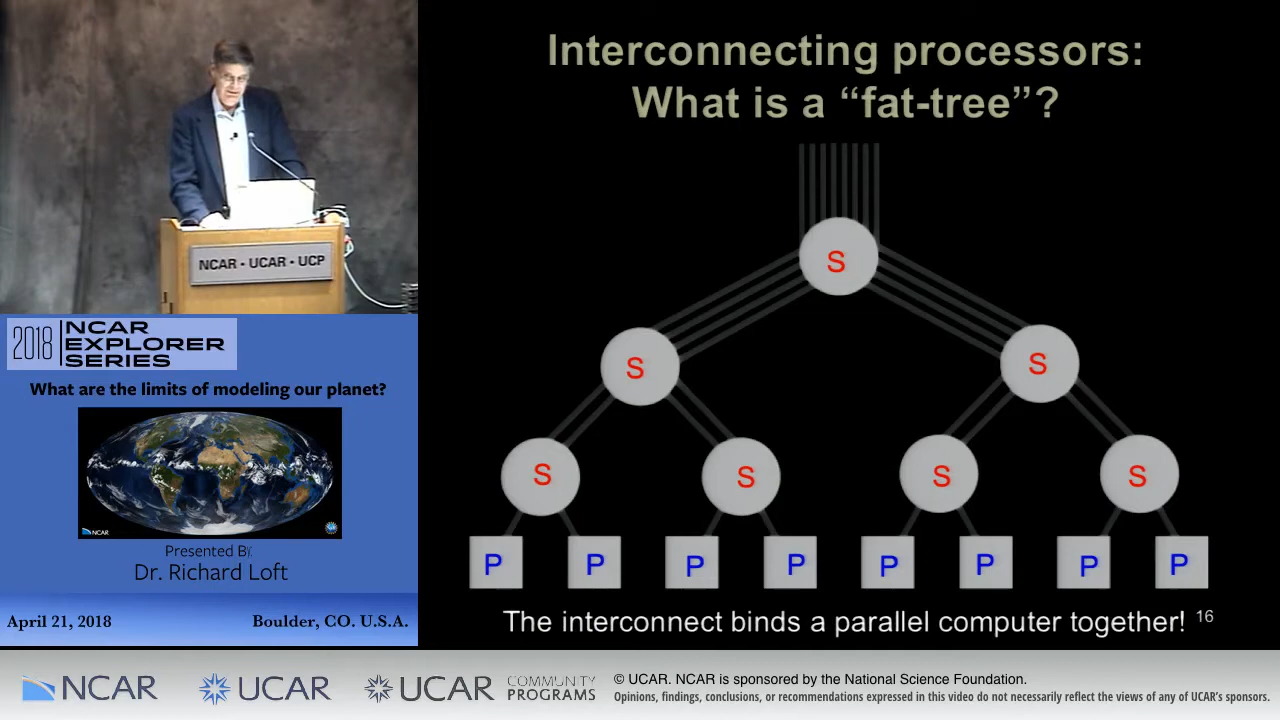 Interconnecting processors:
What is a “fat-tree”?
S
S
S
S
S
S
S
P
P
P
P
P
P
P
P
The interconnect binds a parallel computer together! 16
NCAR • UCAR • UCP
2018 NCAR
EXPLORER
SERIES
What are the limits of modeling our planet?
NCAR
Presented By:
Dr. Richard Loft
April 21, 2018 Boulder, CO. U.S.A.
NCAR UCAR UCAR COMMUNITY PROGRAMS
© UCAR. NCAR is sponsored by the National Science Foundation.
Opinions, findings, conclusions, or recommendations expressed in this video do not necessarily reflect the views of any of UCAR's sponsors.